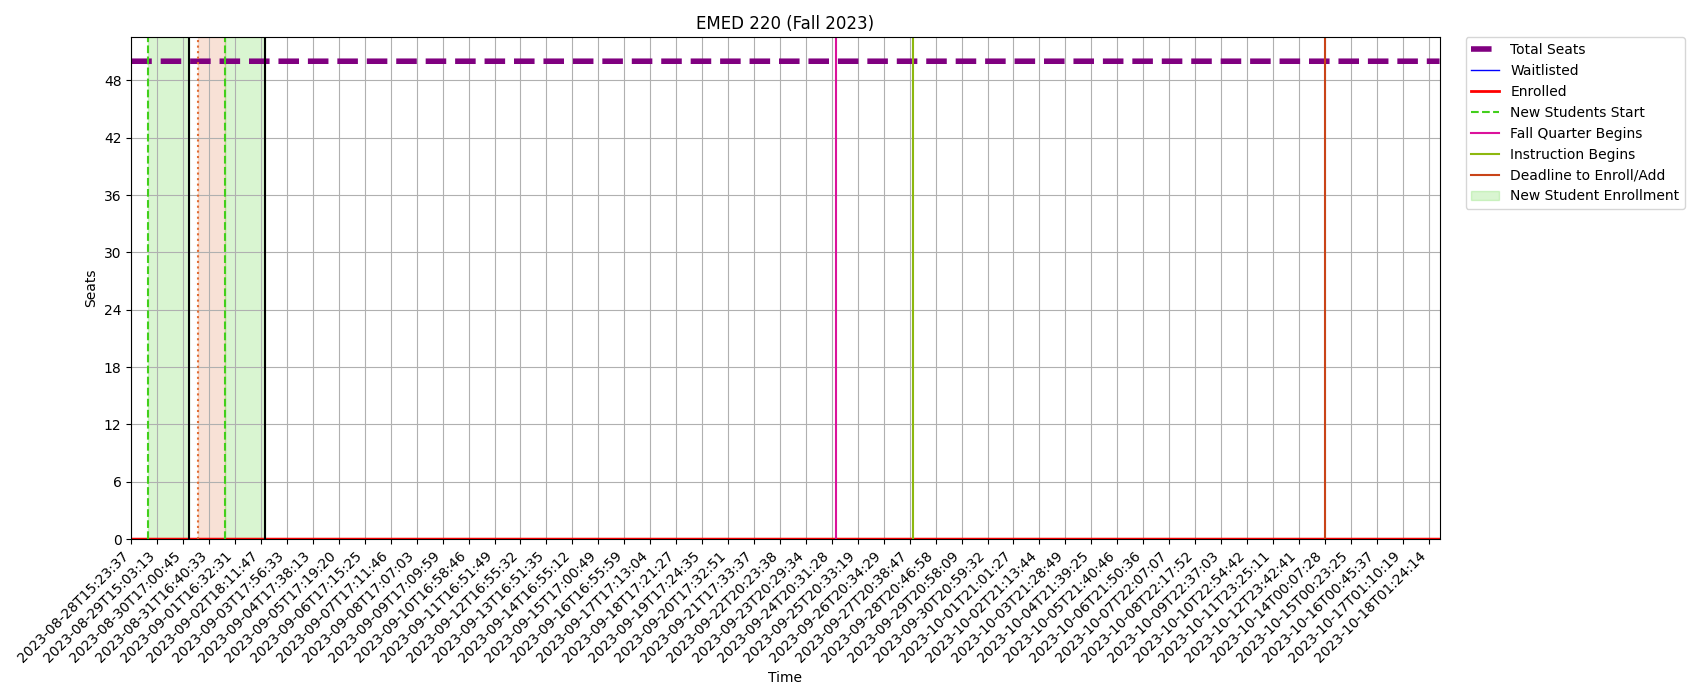 EMED 220 (Fall 2023)
Total Seats
Waitlisted
Enrolled
New Students Start
Fall Quarter Begins
Instruction Begins
Deadline to Enroll/Add
New Student Enrollment
Seats
48
42
36
30
24
18
12
6
0
2023-08-28T15:23:37
2023-08-29T15:03:13
2023-08-30T17:00:45
2023-08-31T16:40:33
2023-09-01T16:32:31
2023-09-02T18:11:47
2023-09-03T17:56:33
2023-09-04T17:38:13
2023-09-05T17:19:20
2023-09-06T17:15:25
2023-09-07T17:11:46
2023-09-08T17:07:03
2023-09-09T17:09:59
2023-09-10T16:58:46
2023-09-11T16:51:49
2023-09-12T16:55:32
2023-09-13T16:51:35
2023-09-14T16:55:12
2023-09-15T17:00:49
2023-09-16T16:55:59
2023-09-17T17:13:04
2023-09-18T17:21:27
2023-09-19T17:24:35
2023-09-20T17:32:51
2023-09-21T17:33:37
2023-09-22T20:23:38
2023-09-23T20:29:34
2023-09-24T20:31:28
2023-09-25T20:33:19
2023-09-26T20:34:29
2023-09-27T20:38:47
2023-09-28T20:46:58
2023-09-29T20:58:09
2023-09-30T20:59:32
2023-10-01T21:01:27
2023-10-02T21:13:44
2023-10-03T21:28:49
2023-10-04T21:39:25
2023-10-05T21:40:46
2023-10-06T21:50:36
2023-10-07T22:07:07
2023-10-08T22:17:52
2023-10-09T22:37:03
2023-10-10T22:54:42
2023-10-11T23:25:11
2023-10-12T23:42:41
2023-10-14T00:07:28
2023-10-15T00:23:25
2023-10-16T00:45:37
2023-10-17T01:10:19
2023-10-18T01:24:14
Time